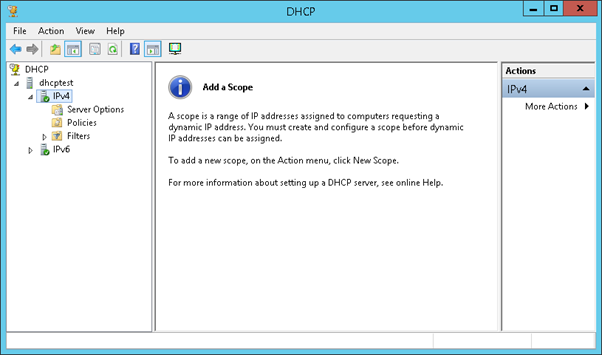 DHCP
File Action View Help
DHCP
dhcptest
IPv4
Server Options
Policies
Filters
IPv6
Add a Scope
A scope is a range of IP addresses assigned to computers requesting a
dynamic IP address. You must create and configure a scope before dynamic
IP addresses can be assigned.
To add a new scope, on the Action menu, click New Scope.
For more information about setting up a DHCP server, see online Help.
Actions
IPv4
More Actions